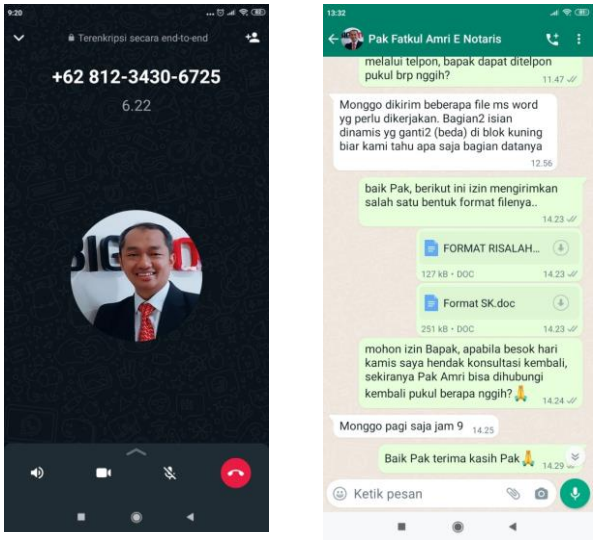 9:20
Terenkripsi secara end-to-end
+62 812-3430-6725
6.22
BIG
13:32
Pak Fatkul Amri E Notaris
melalui telpon, bapak dapat ditelpon
pukul brp nggih?
11.47
Monggo dikirim beberapa file ms word
yg perlu dikerjakan. Bagian2 isian
dinamis yg ganti2 (beda) di blok kuning
biar kami tahu apa saja bagian datanya
12.56
baik Pak, berikut ini izin mengirimkan
salah satu bentuk format filenya..
14.23
FORMAT RISALAH...
127 kB • DOC
14.23
Format SK.doc
251 kB • DOC
14.23
mohon izin Bapak, apabila besok hari
kamis saya hendak konsultasi kembali,
sekiranya Pak Amri bisa dihubungi
kembali pukul berapa nggih?🙏
14.24
Monggo pagi saja jam 9
14.25
Baik Pak terima kasih Pak🙏
14.29
Ketik pesan